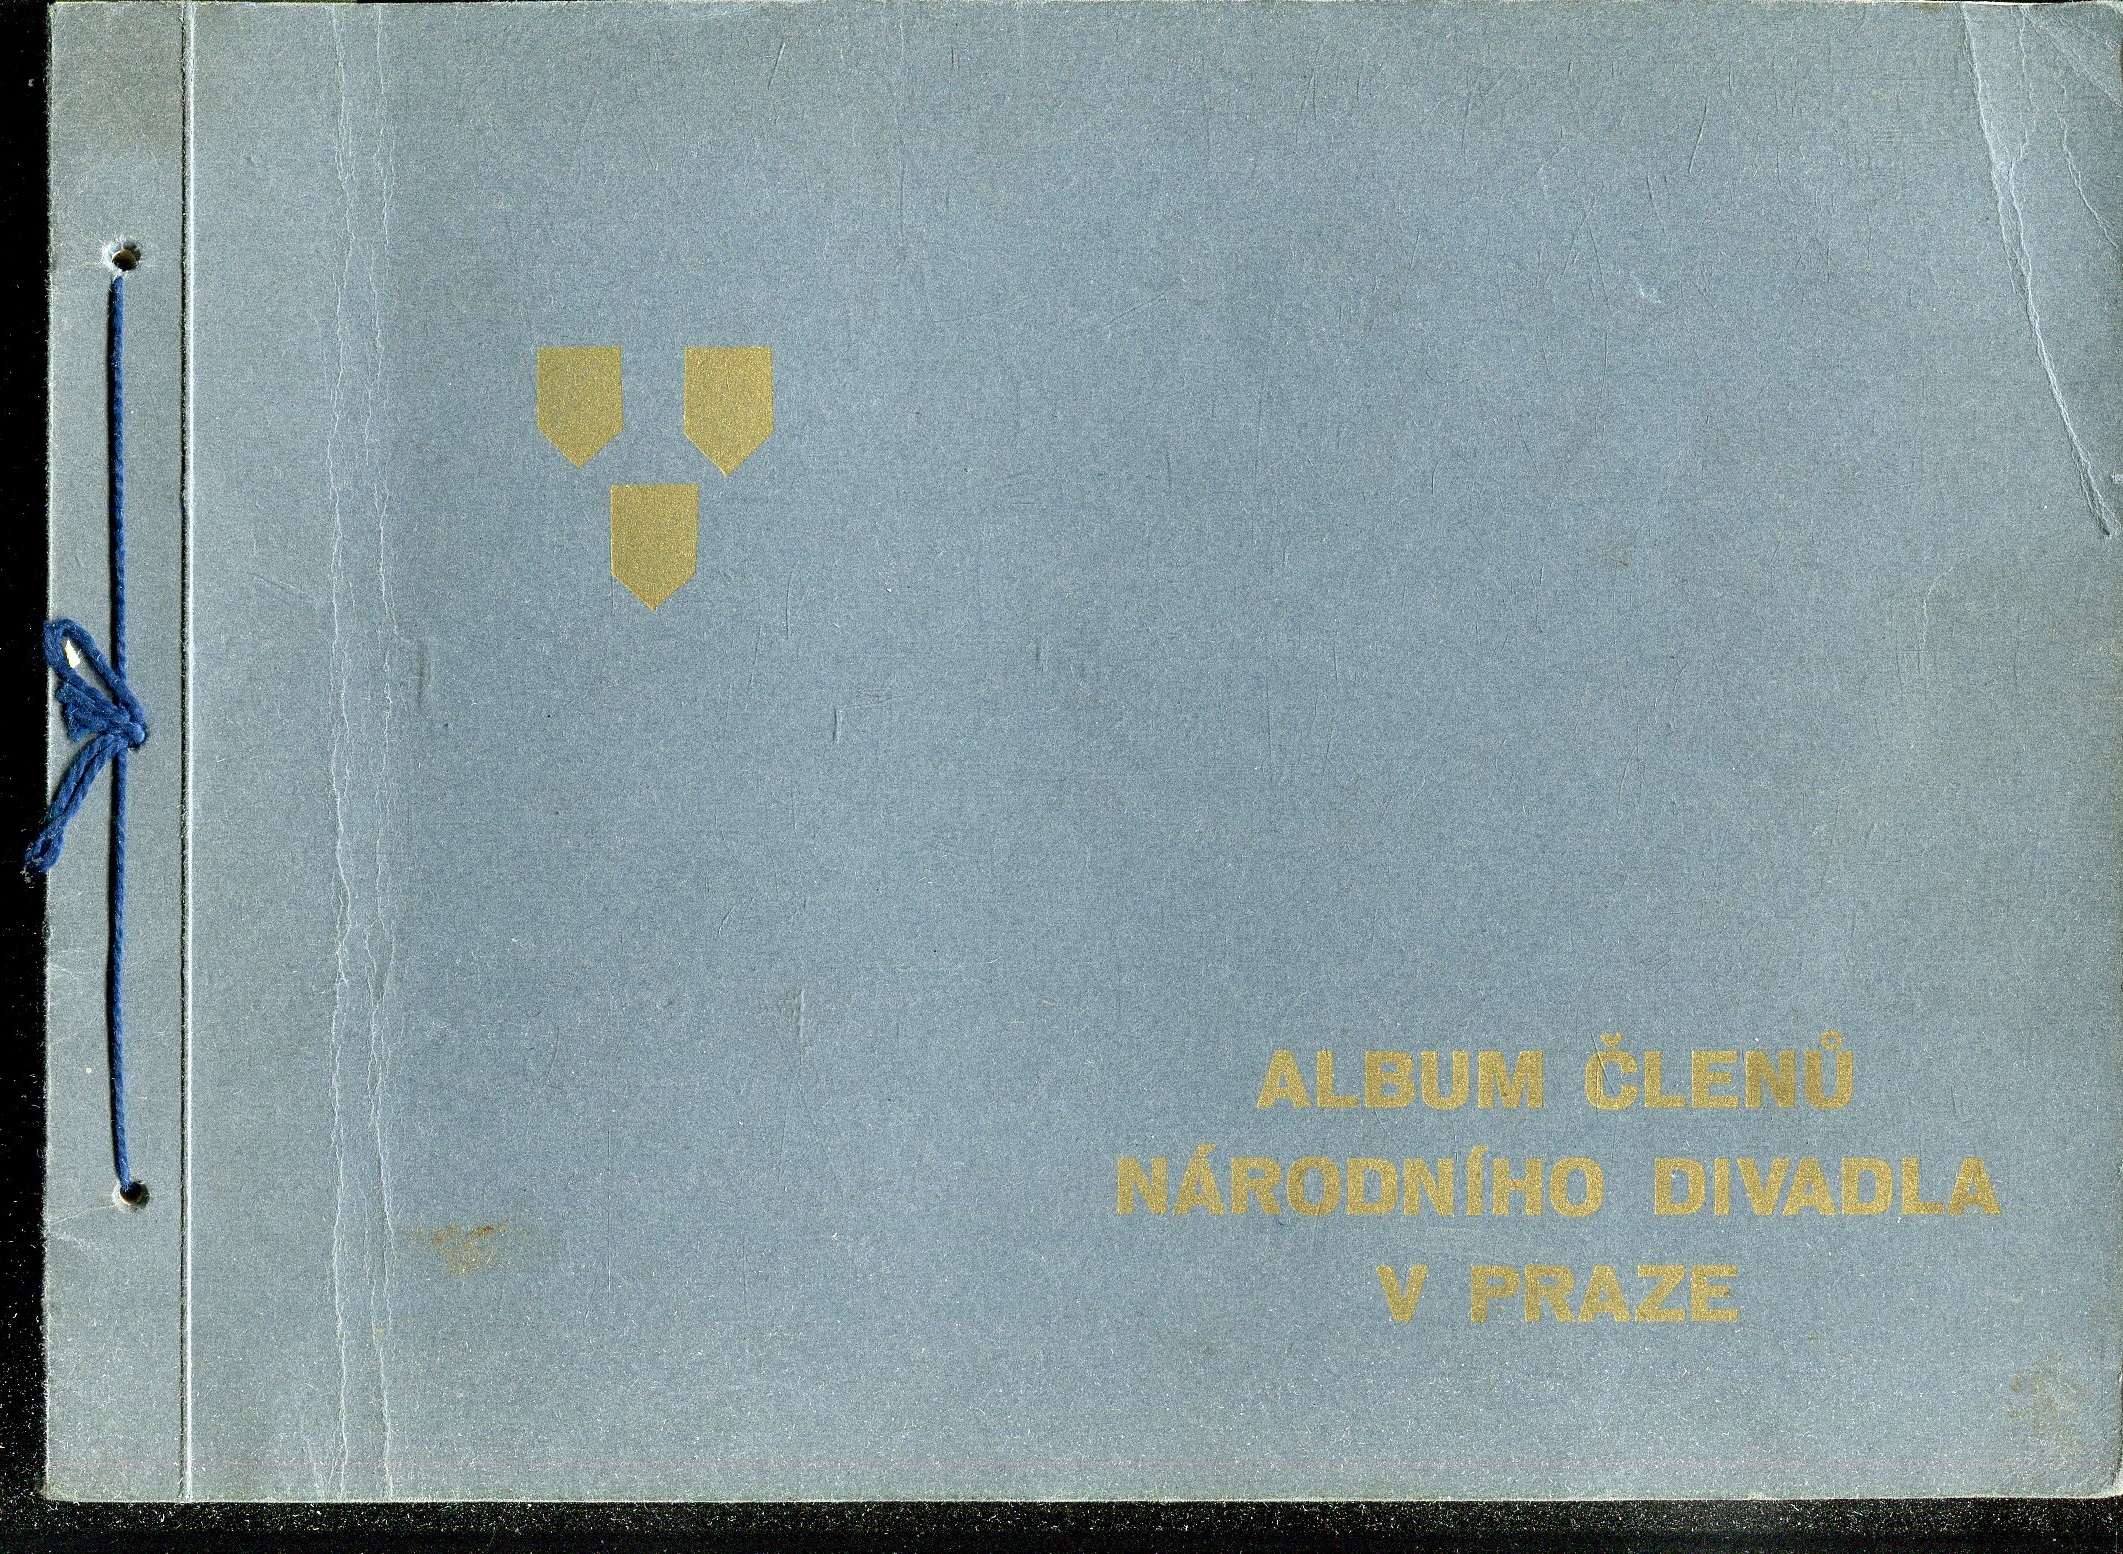 ALBUM ČLENŮ
NÁRODNÍHO DIVADLA
V PRAZE